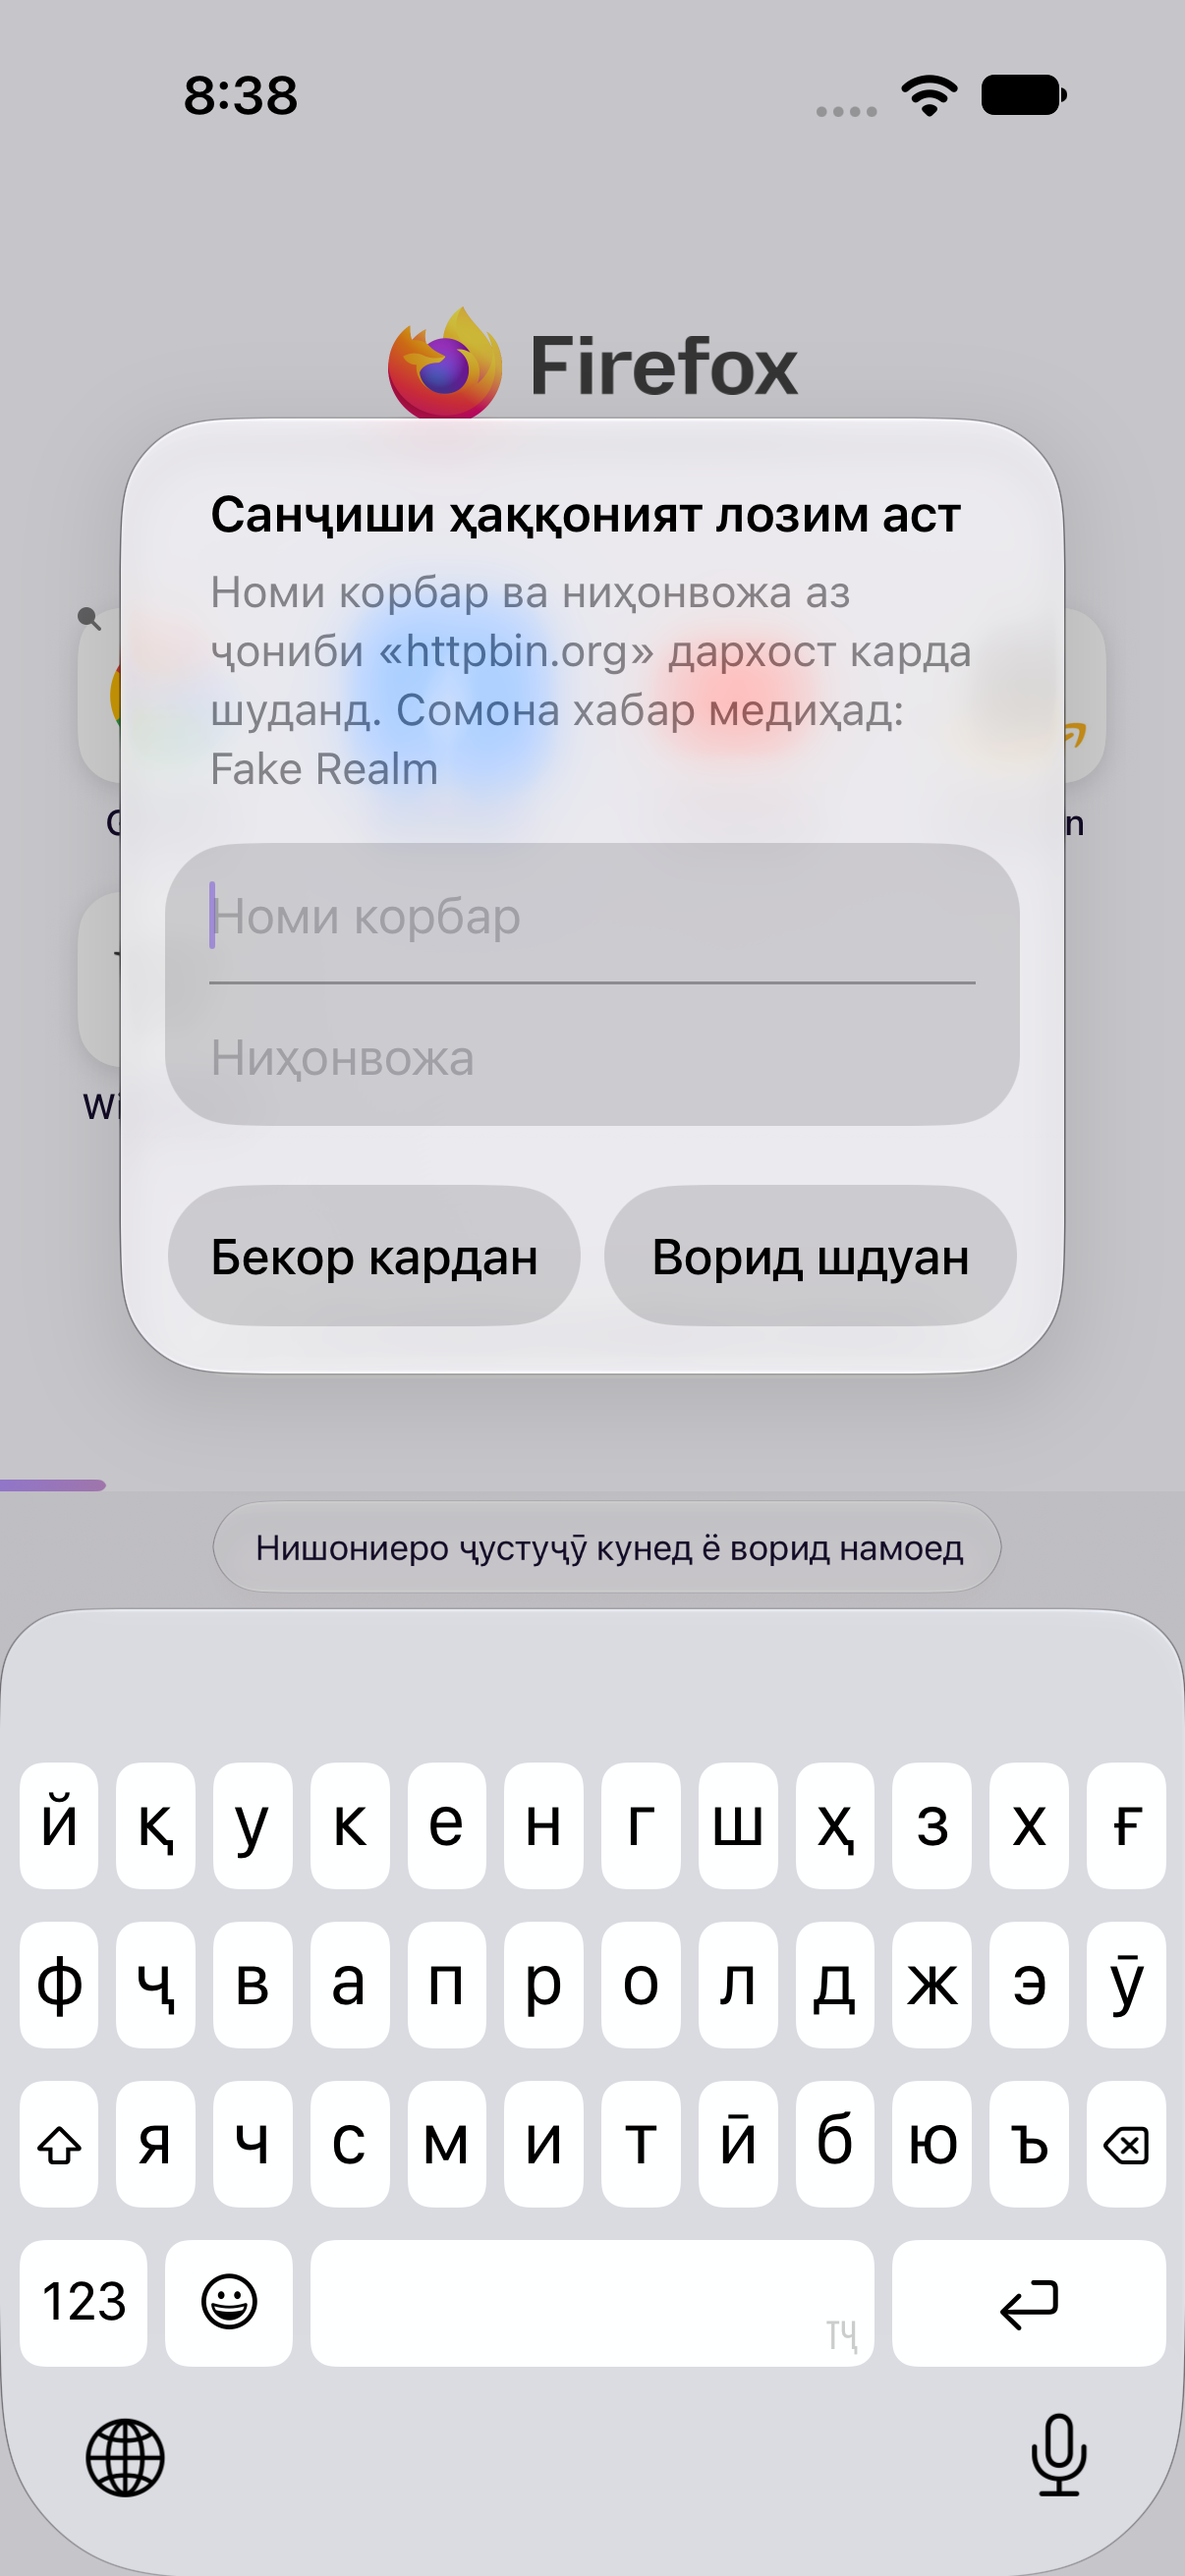 8:38
Firefox
Санҷиши ҳаққоният лозим аст
Номи корбар ва ниҳонвожа аз
ҷониби «httpbin.org» дархост карда
шуданд. Сомона хабар медиҳад:
Fake Realm
Номи корбар
Ниҳонвожа
Бекор кардан
Ворид шдуан
Нишониеро ҷустуҷӯ кунед ё ворид намоед
й қ у к е н г ш ҳ з х ғ
ф ҷ в а п р о л д ж э ӯ
я ч с м и т ӣ б ю ъ
123
тҷ